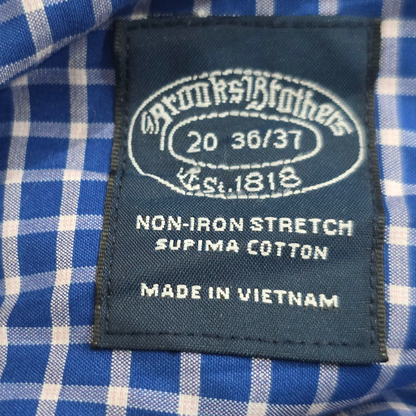 Brooks Brothers
20 36/37
Est. 1818
NON-IRON STRETCH
SUPIMA COTTON
MADE IN VIETNAM